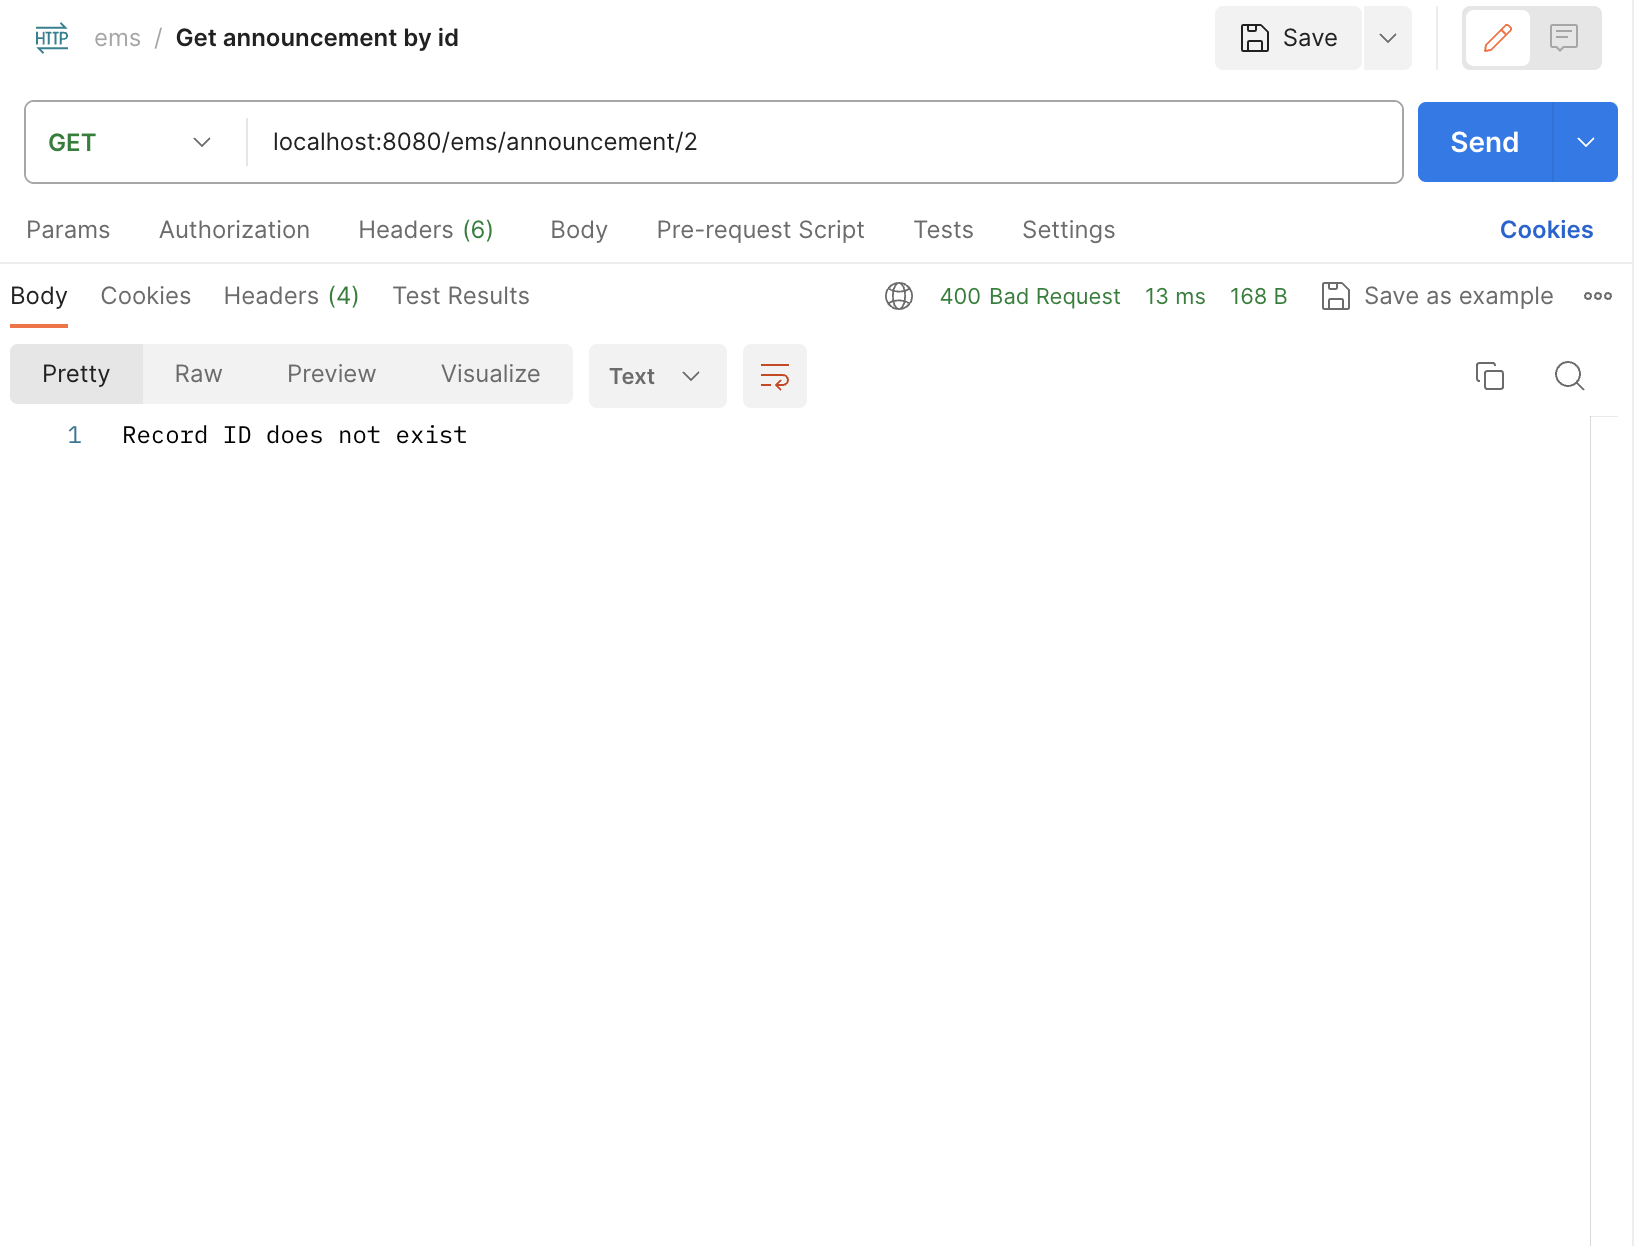 HTTP ems / Get announcement by id Save
GET localhost:8080/ems/announcement/2 Send
Params Authorization Headers (6) Body Pre-request Script Tests Settings Cookies
Body Cookies Headers (4) Test Results 400 Bad Request 13 ms 168 B Save as example
Pretty Raw Preview Visualize Text
1 Record ID does not exist